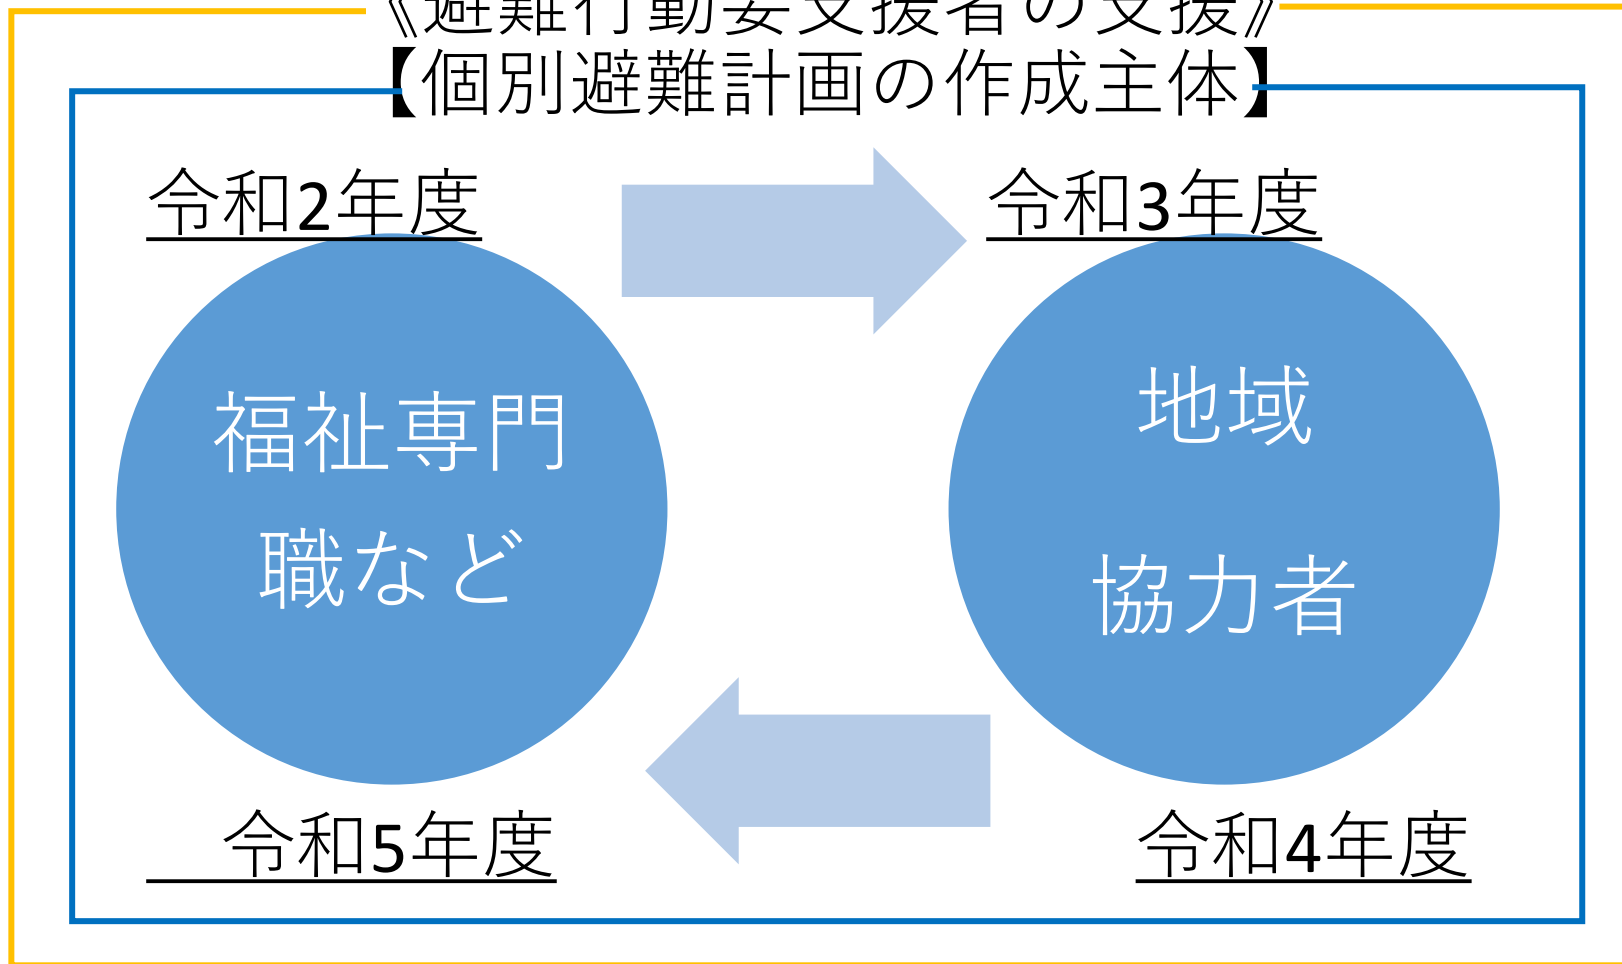 《避難行動要支援者の支援》
【個別避難計画の作成主体】
令和2年度
令和3年度
福祉専門
職など
地域
協力者
令和5年度
令和4年度